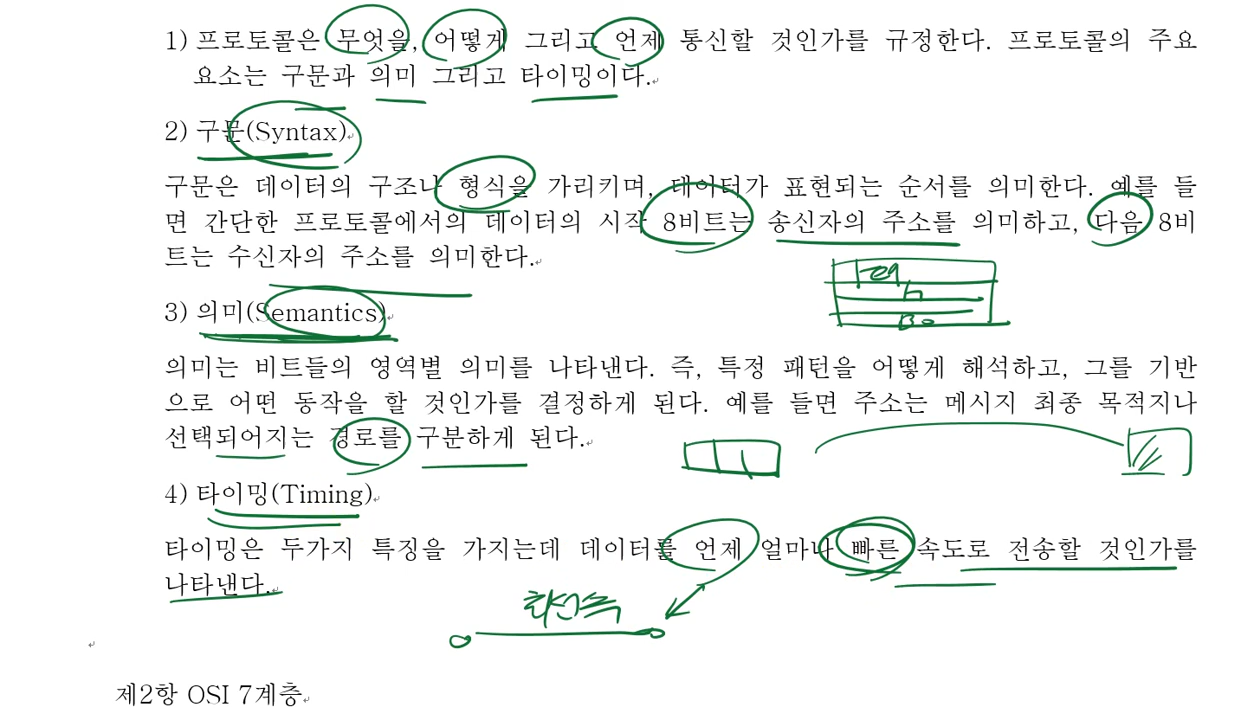 1) 프로토콜은 무엇을, 어떻게 그리고 언제 통신할 것인가를 규정한다. 프로토콜의 주요
요소는 구문과 의미 그리고 타이밍이다.
2) 구문(Syntax)
구문은 데이터의 구조나 형식을 가리키며, 데이터가 표현되는 순서를 의미한다. 예를 들
면 간단한 프로토콜에서의 데이터의 시작 8비트는 송신자의 주소를 의미하고, 다음 8비
트는 수신자의 주소를 의미한다.
3) 의미(Semantics)
의미는 비트들의 영역별 의미를 나타낸다. 즉, 특정 패턴을 어떻게 해석하고, 그를 기반
으로 어떤 동작을 할 것인가를 결정하게 된다. 예를 들면 주소는 메시지 최종 목적지나
선택되어지는 경로를 구분하게 된다.
4) 타이밍(Timing)
타이밍은 두가지 특징을 가지는데 데이터를 언제 얼마나 빠른 속도로 전송할 것인가를
나타낸다.
제2항 OSI 7계층